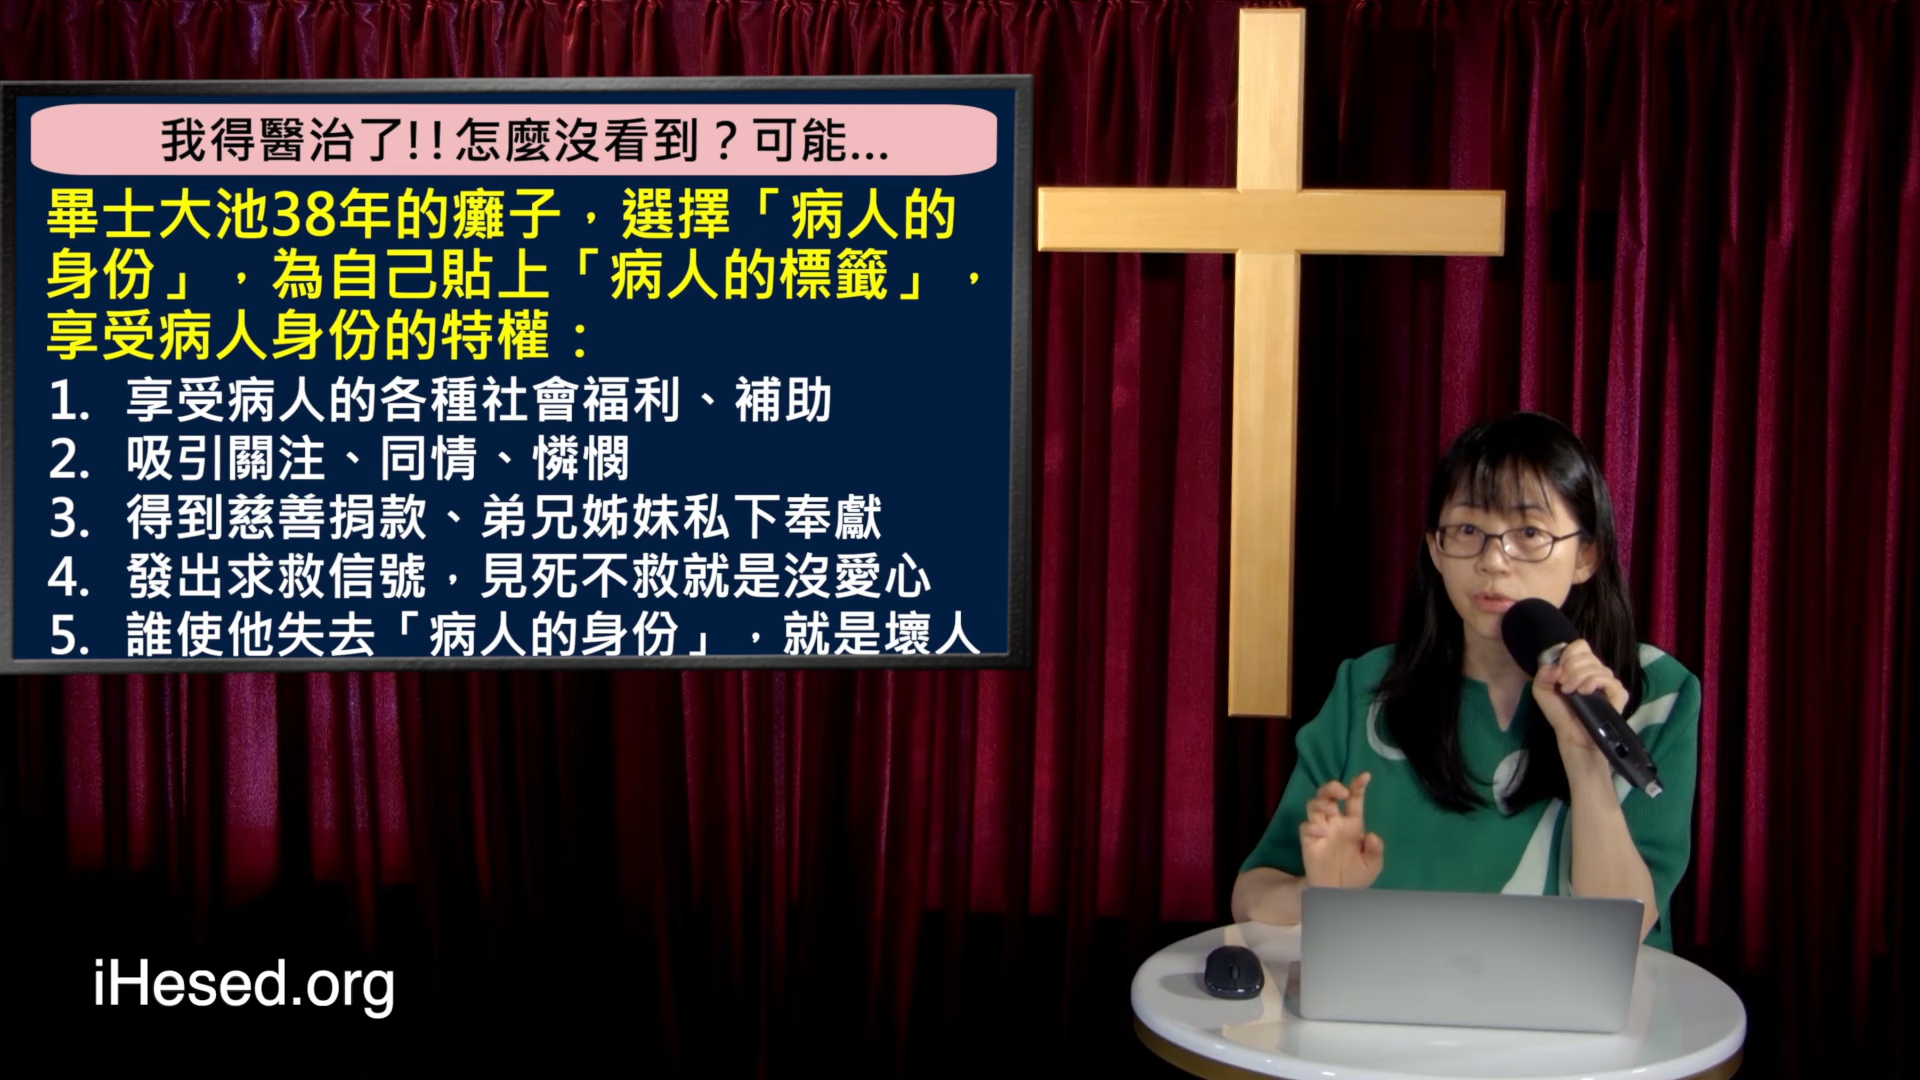 我得醫治了!!怎麼沒看到？可能...
畢士大池38年的癱子，選擇「病人的
身份」，為自己貼上「病人的標籤」，
享受病人身份的特權：
1. 享受病人的各種社會福利、補助
2. 吸引關注、同情、憐憫
3. 得到慈善捐款、弟兄姊妹私下奉獻
4. 發出求救信號，見死不救就是沒愛心
5. 誰使他失去「病人的身份」，就是壞人
iHesed.org